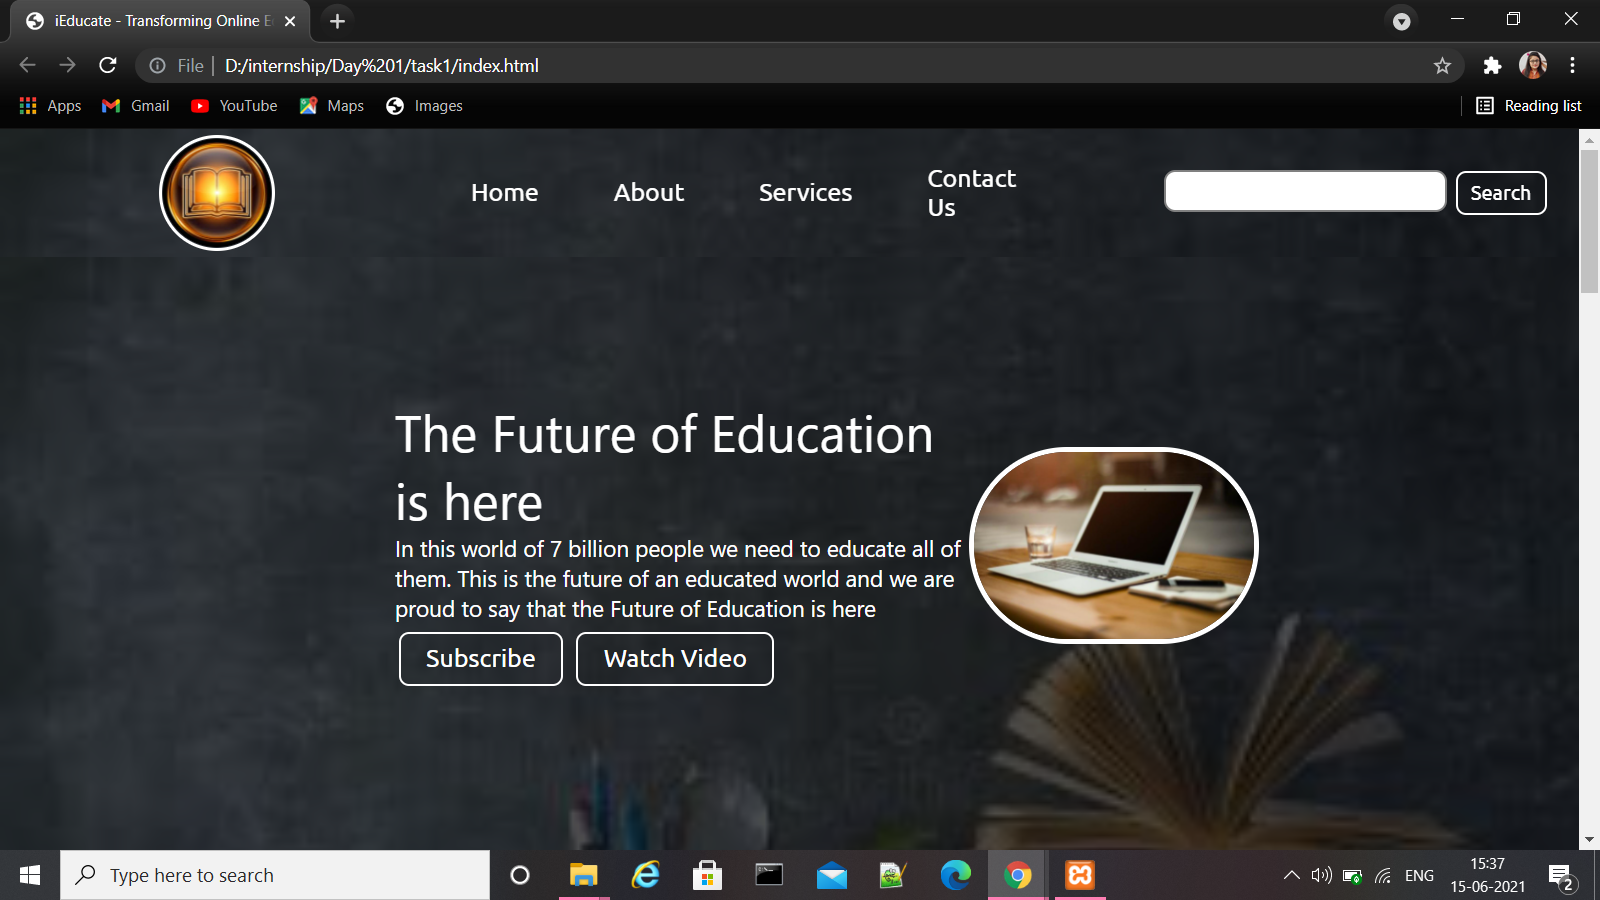 iEducate - Transforming Online E
File
D:/internship/Day%201/task1/index.html
Apps
Gmail
YouTube
Maps
Images
Reading list
Home
About
Services
Contact
Us
Search
The Future of Education
is here
In this world of 7 billion people we need to educate all of
them. This is the future of an educated world and we are
proud to say that the Future of Education is here
Subscribe
Watch Video
Type here to search
ENG
15:37
15-06-2021
2